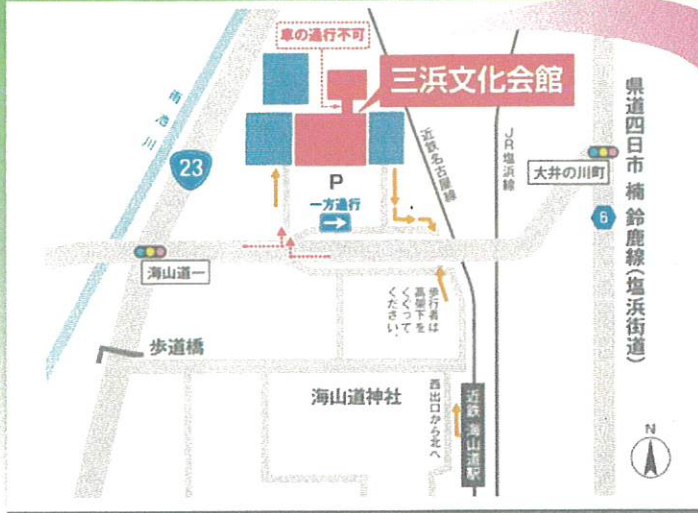 車の通行不可
三浜文化会館
雨池川
23
近鉄名古屋線
JR塩浜線
大井の川町
県道四日市 楠 鈴鹿線(塩浜街道)
6
P
一方通行
海山道一
歩行者は
高架下を
くぐって
ください。
歩道橋
海山道神社
西出口から北へ
近鉄 海山道駅
N